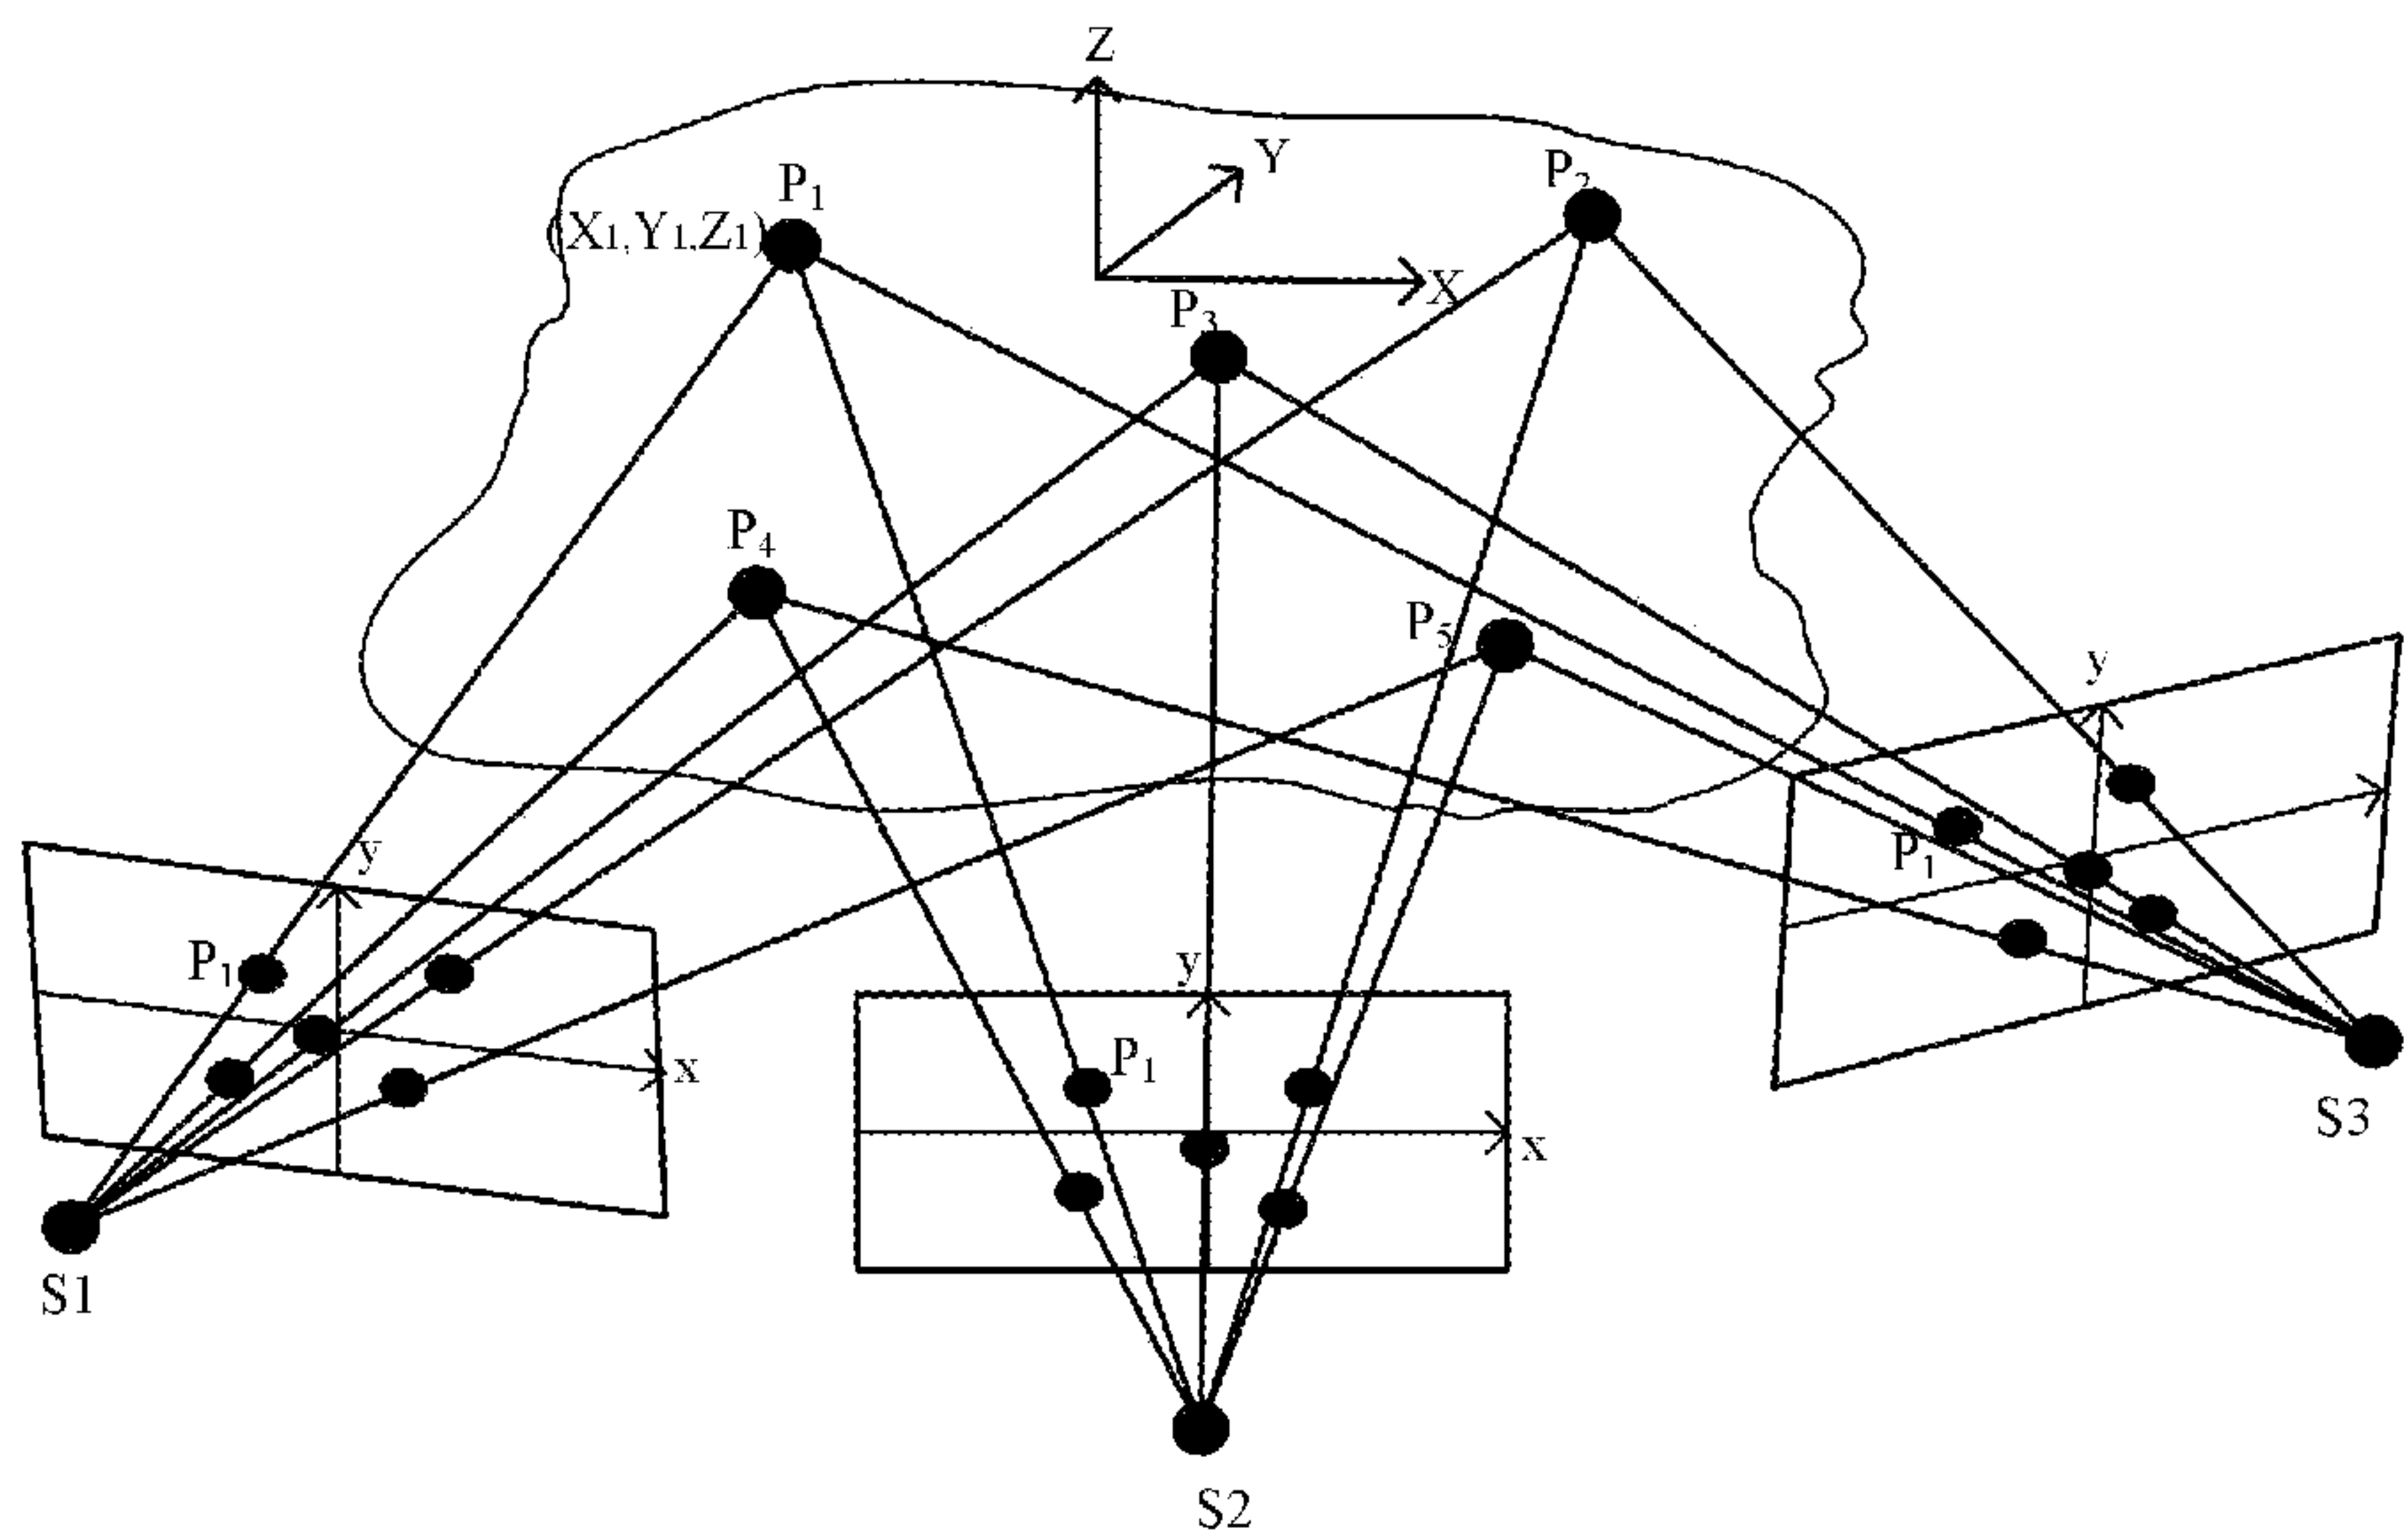 Z
Y
P₁
P₂
(X₁,Y₁,Z₁)
X
P₃
P₄
P₅
y
y
P₁
P₁
y
x
P₁
x
S3
S1
S2